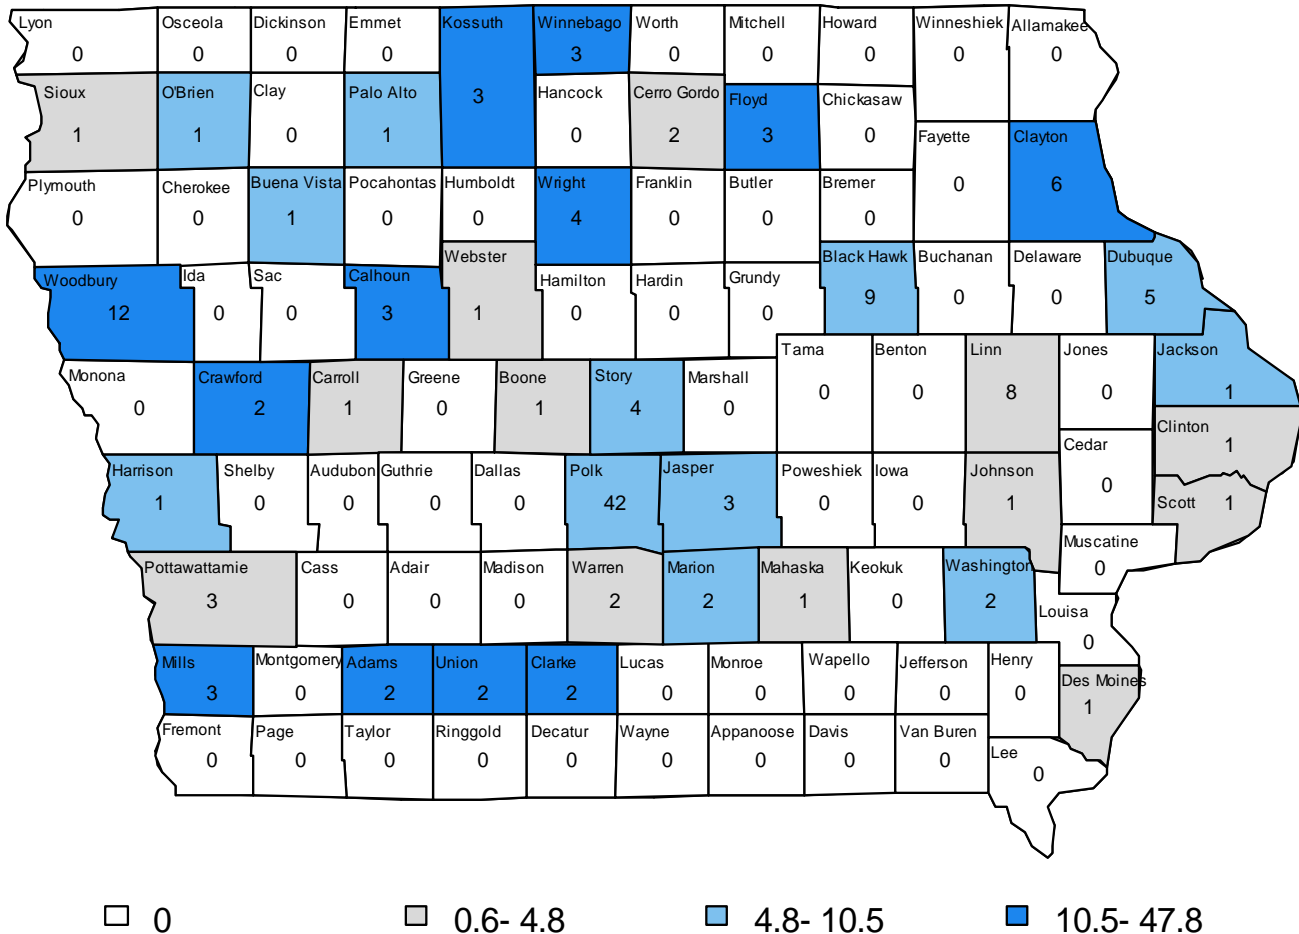 Lyon Osceola Dickinson Emmet Kossuth Winnebago Worth Mitchell Howard Winneshiek Allamakee
0 0 0 0 3 0 0 0 0 0
Sioux O'Brien Clay Palo Alto 3 Hancock Cerro Gordo Floyd Chickasaw
1 1 0 1 0 2 3 0
Fayette Clayton
0 6
Plymouth Cherokee Buena Vista Pocahontas Humboldt Wright Franklin Butler Bremer
0 0 1 0 0 4 0 0 0
Webster Black Hawk Buchanan Delaware Dubuque
1 9 0 0 5
Woodbury Ida Sac Calhoun Hamilton Hardin Grundy
12 0 0 3 0 0 0
Tama Benton Linn Jones Jackson
0 0 8 0 1
Monona Crawford Carroll Greene Boone Story Marshall
0 2 1 0 1 4 0
Clinton
1
Cedar
0
Harrison Shelby Audubon Guthrie Dallas Polk Jasper Poweshiek Iowa Johnson
1 0 0 0 0 42 3 0 0 1
Scott 1
Muscatine
0
Pottawattamie Cass Adair Madison Warren Marion Mahaska Keokuk Washington
3 0 0 0 2 2 1 0 2
Louisa
0
Mills Montgomery Adams Union Clarke Lucas Monroe Wapello Jefferson Henry
3 0 2 2 2 0 0 0 0 0
Des Moines
1
Fremont Page Taylor Ringgold Decatur Wayne Appanoose Davis Van Buren
0 0 0 0 0 0 0 0 0
Lee
0
0 0.6- 4.8 4.8- 10.5 10.5- 47.8